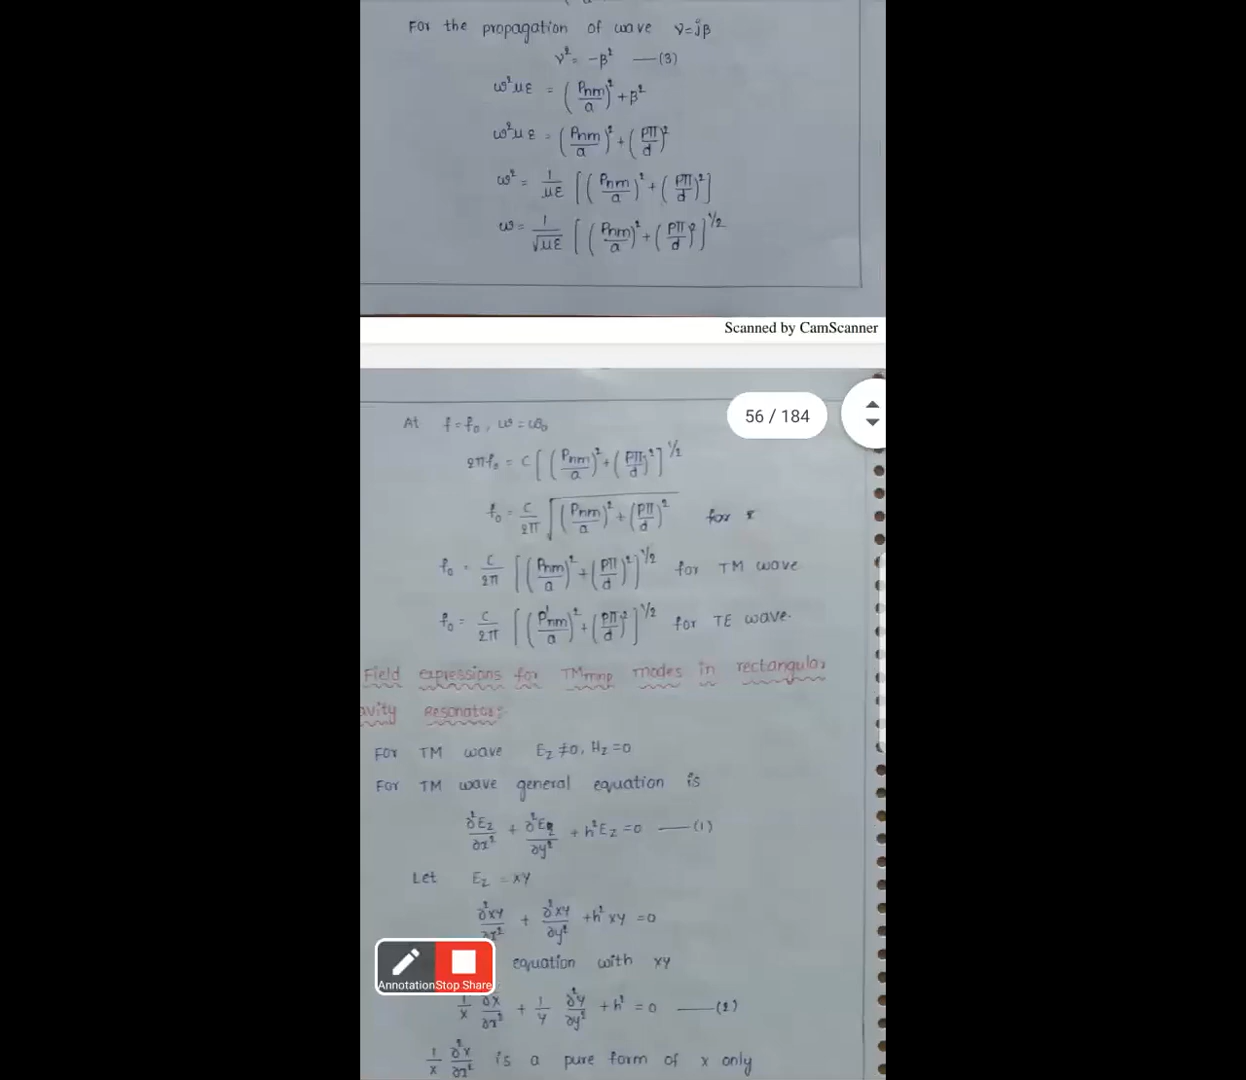 For the propagation of wave γ=jβ
γ² = -β² —(3)
ω²με = (Pnm/a)² + β²
ω²με = (Pnm/a)² + (Pπ/d)²
ω² = 1/με [(Pnm/a)² + (Pπ/d)²]
ω = 1/√με [(Pnm/a)² + (Pπ/d)²]^1/2
Scanned by CamScanner
56 / 184
At f=f₀, ω=ω₀
2πf₀ = c [(Pnm/a)² + (Pπ/d)²]^1/2
f₀ = c/2π √(Pnm/a)² + (Pπ/d)² for
f₀ = c/2π [(Pnm/a)² + (Pπ/d)²]^1/2 for TM wave
f₀ = c/2π [(P'nm/a)² + (Pπ/d)²]^1/2 for TE wave.
Field expressions for TMmnp modes in rectangular
avity Resonator:-
For TM wave Ez ≠0, Hz =0
For TM wave general equation is
∂²Ez/∂x² + ∂²Ez/∂y² + h²Ez =0 —(1)
Let Ez = xy
∂²xy/∂x² + ∂²xy/∂y² +h² xy =0
equation with xy
1/x ∂x/∂x² + 1/y ∂²y/∂y² + h² = 0 —(2)
1/x ∂²x/∂x² is a pure form of x only
Annotation Stop Share